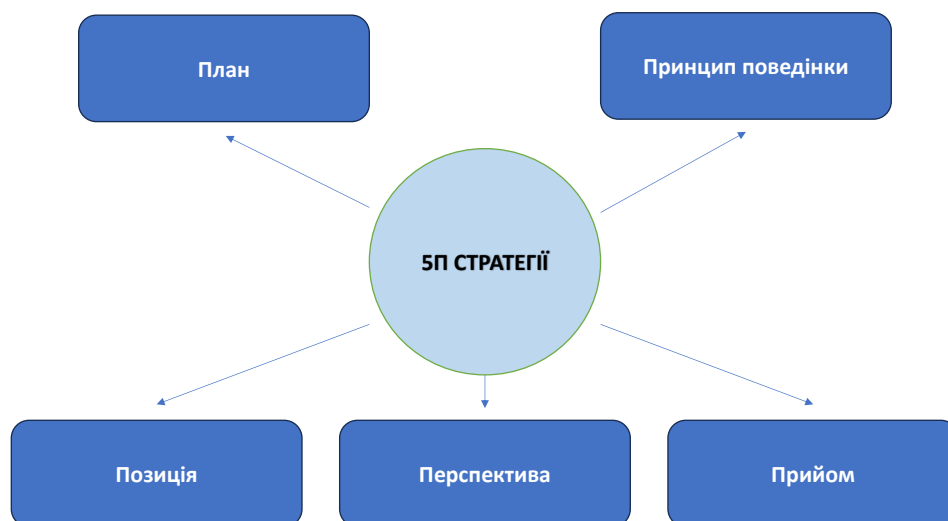 План
Принцип поведінки
5П СТРАТЕГІЇ
Позиція
Перспектива
Прийом